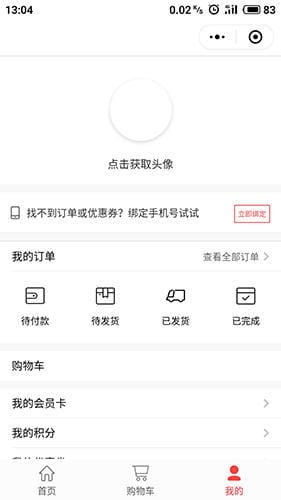 13:04
0.02 K/s 83
点击获取头像
找不到订单或优惠券？绑定手机号试试 立即绑定
我的订单 查看全部订单
待付款 待发货 已发货 已完成
购物车
我的会员卡
我的积分
首页 购物车 我的